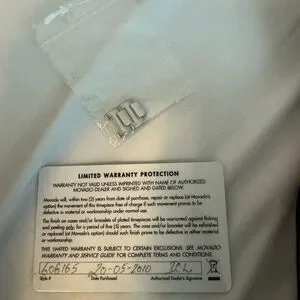 LIMITED WARRANTY PROTECTION
WARRANTY NOT VALID UNLESS IMPRINTED WITH NAME OF AUTHORIZED
MOVADO DEALER AND SIGNED AND DATED BELOW
Movado will, within two (2) years from date of purchase, repair or replace (at Movado's
option) the movement of this timepiece free of charge if such movement proves to be
defective in material or workmanship under normal use.
The finish on cases and/or bracelets of plated timepieces will be warranted against flaking
and peeling only, for a period of five (5) years. The case and/or bracelet will be refinished
or replaced (at Movado's option) should such finish prove to be defective in either material
or workmanship.
THIS LIMITED WARRANTY IS SUBJECT TO CERTAIN EXCLUSIONS. SEE MOVADO
WARRANTY AND SERVICE GUIDE FOR COMPLETE TERMS AND CONDITIONS.
606165 20-05-2010
Style # Date Purchased Authorized Dealer's Signature